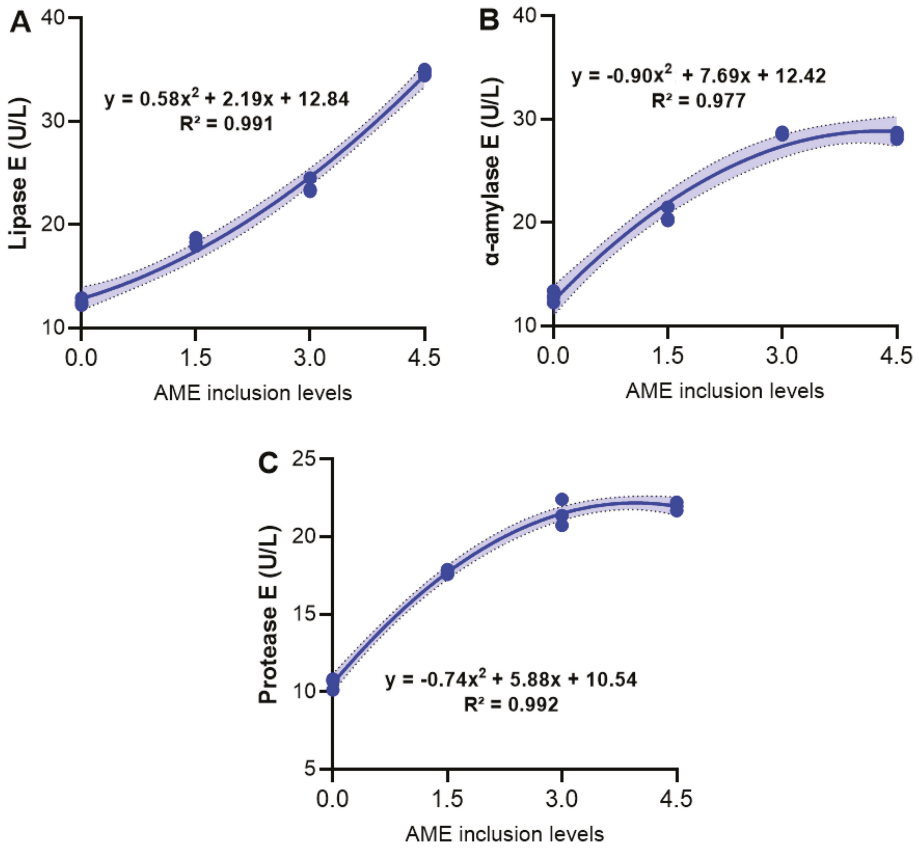 A
40
30
20
10
Lipase E (U/L)
y = 0.58x² + 2.19x + 12.84
R² = 0.991
0.0 1.5 3.0 4.5
AME inclusion levels
B
40
30
20
10
α-amylase E (U/L)
y = -0.90x² + 7.69x + 12.42
R² = 0.977
0.0 1.5 3.0 4.5
AME inclusion levels
C
25
20
15
10
5
Protease E (U/L)
y = -0.74x² + 5.88x + 10.54
R² = 0.992
0.0 1.5 3.0 4.5
AME inclusion levels